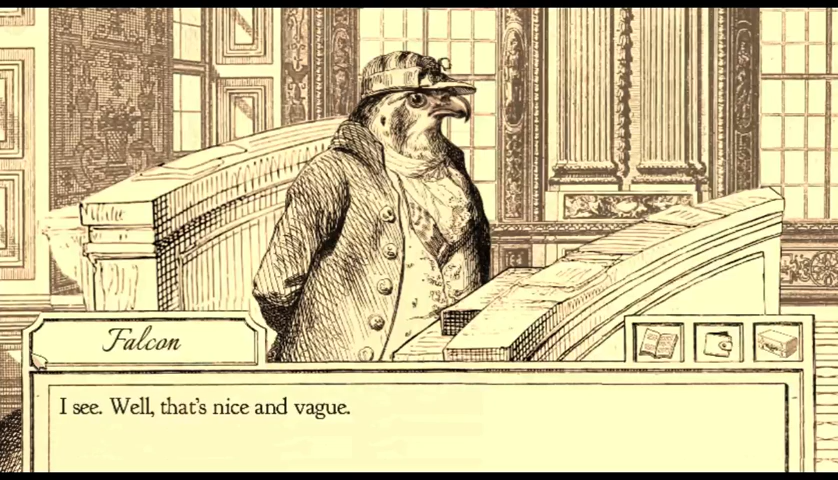 Falcon
I see. Well, that's nice and vague.